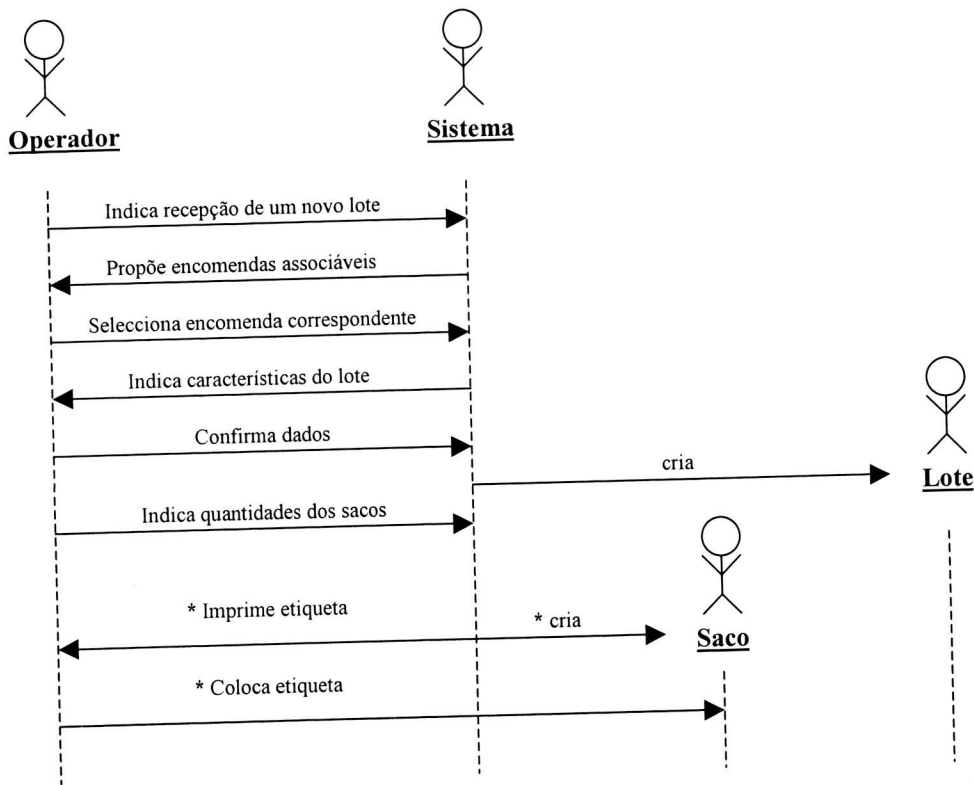 Operador
Sistema
Indica recepção de um novo lote
Propõe encomendas associáveis
Selecciona encomenda correspondente
Indica características do lote
Confirma dados
cria
Lote
Indica quantidades dos sacos
* Imprime etiqueta
* cria
Saco
* Coloca etiqueta